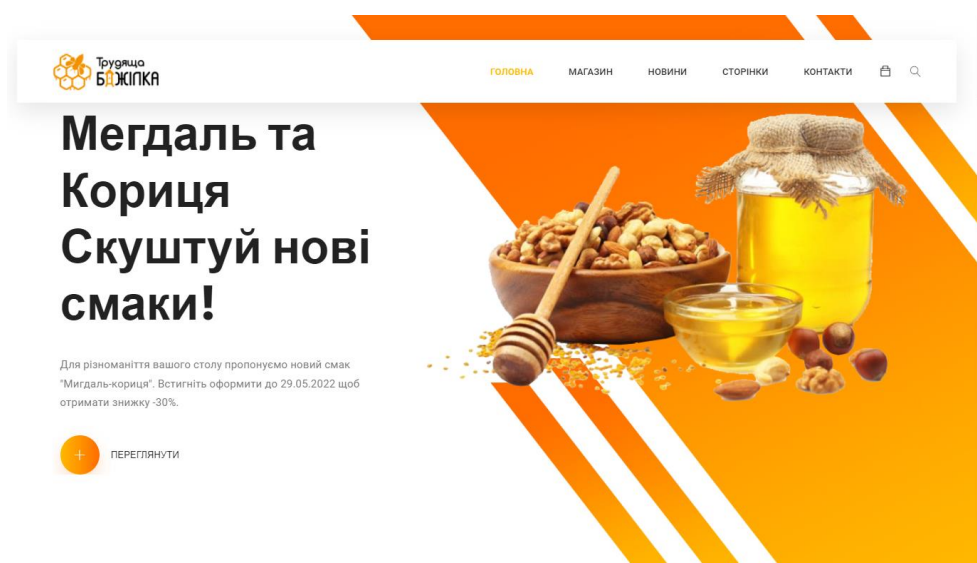 Трудяща
БДЖІЛКА
ГОЛОВНА МАГАЗИН НОВИНИ СТОРІНКИ КОНТАКТИ
Мегдаль та
Кориця
Скуштуй нові
смаки!
Для різноманіття вашого столу пропонуємо новий смак
"Мигдаль-кориця". Встигніть оформити до 29.05.2022 щоб
отримати знижку -30%.
ПЕРЕГЛЯНУТИ